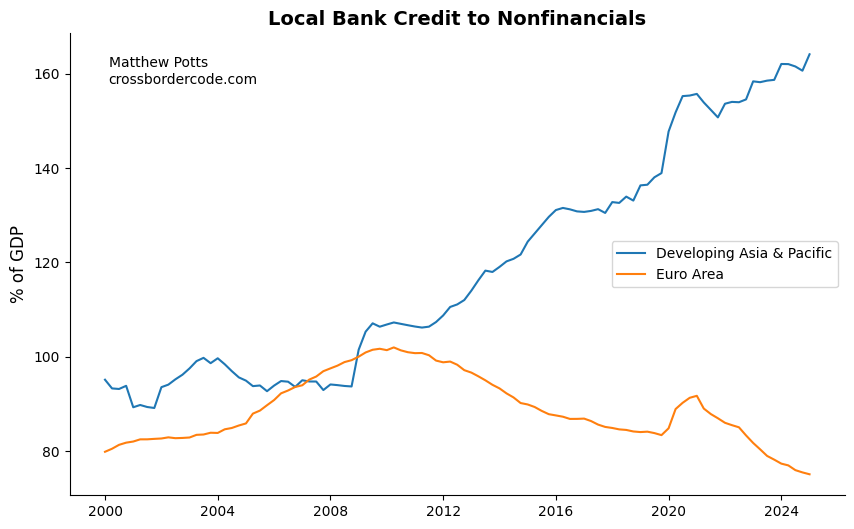 Local Bank Credit to Nonfinancials
Matthew Potts
crossbordercode.com
% of GDP
160
140
120
100
80
Developing Asia & Pacific
Euro Area
2000 2004 2008 2012 2016 2020 2024